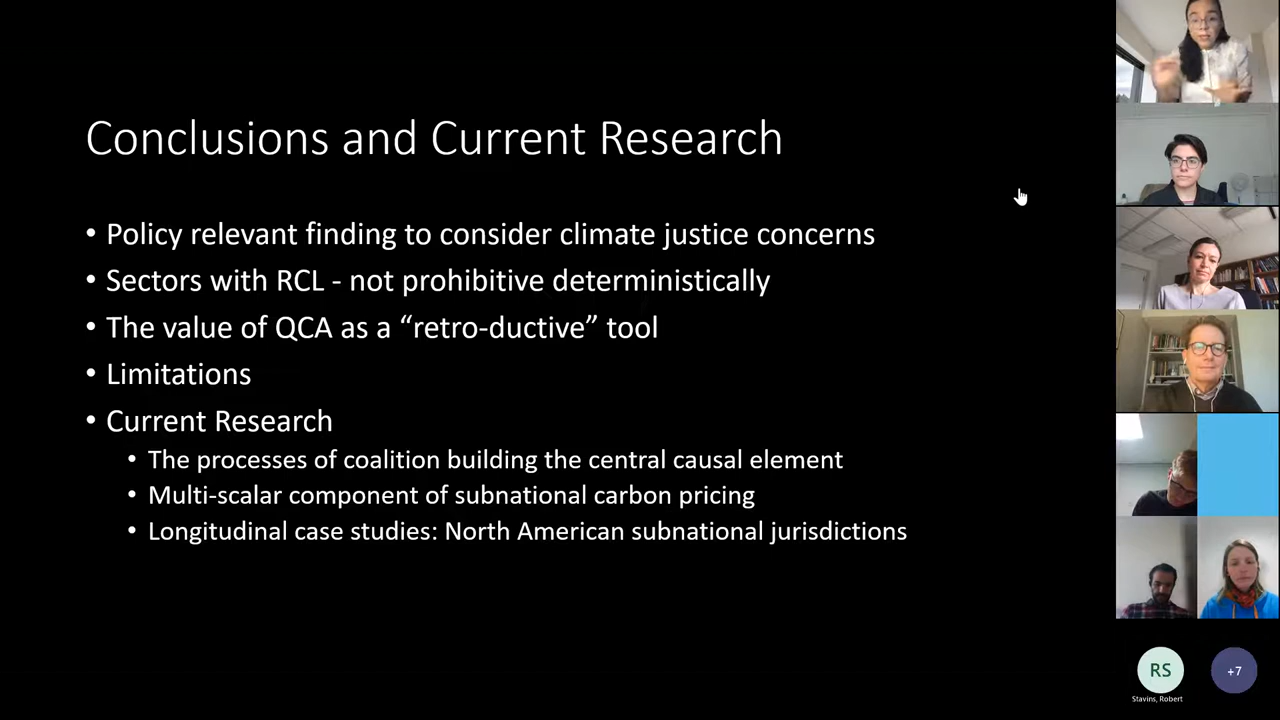 Conclusions and Current Research
• Policy relevant finding to consider climate justice concerns
• Sectors with RCL - not prohibitive deterministically
• The value of QCA as a “retro-ductive” tool
• Limitations
• Current Research
• The processes of coalition building the central causal element
• Multi-scalar component of subnational carbon pricing
• Longitudinal case studies: North American subnational jurisdictions
RS
+7
Stavins, Robert